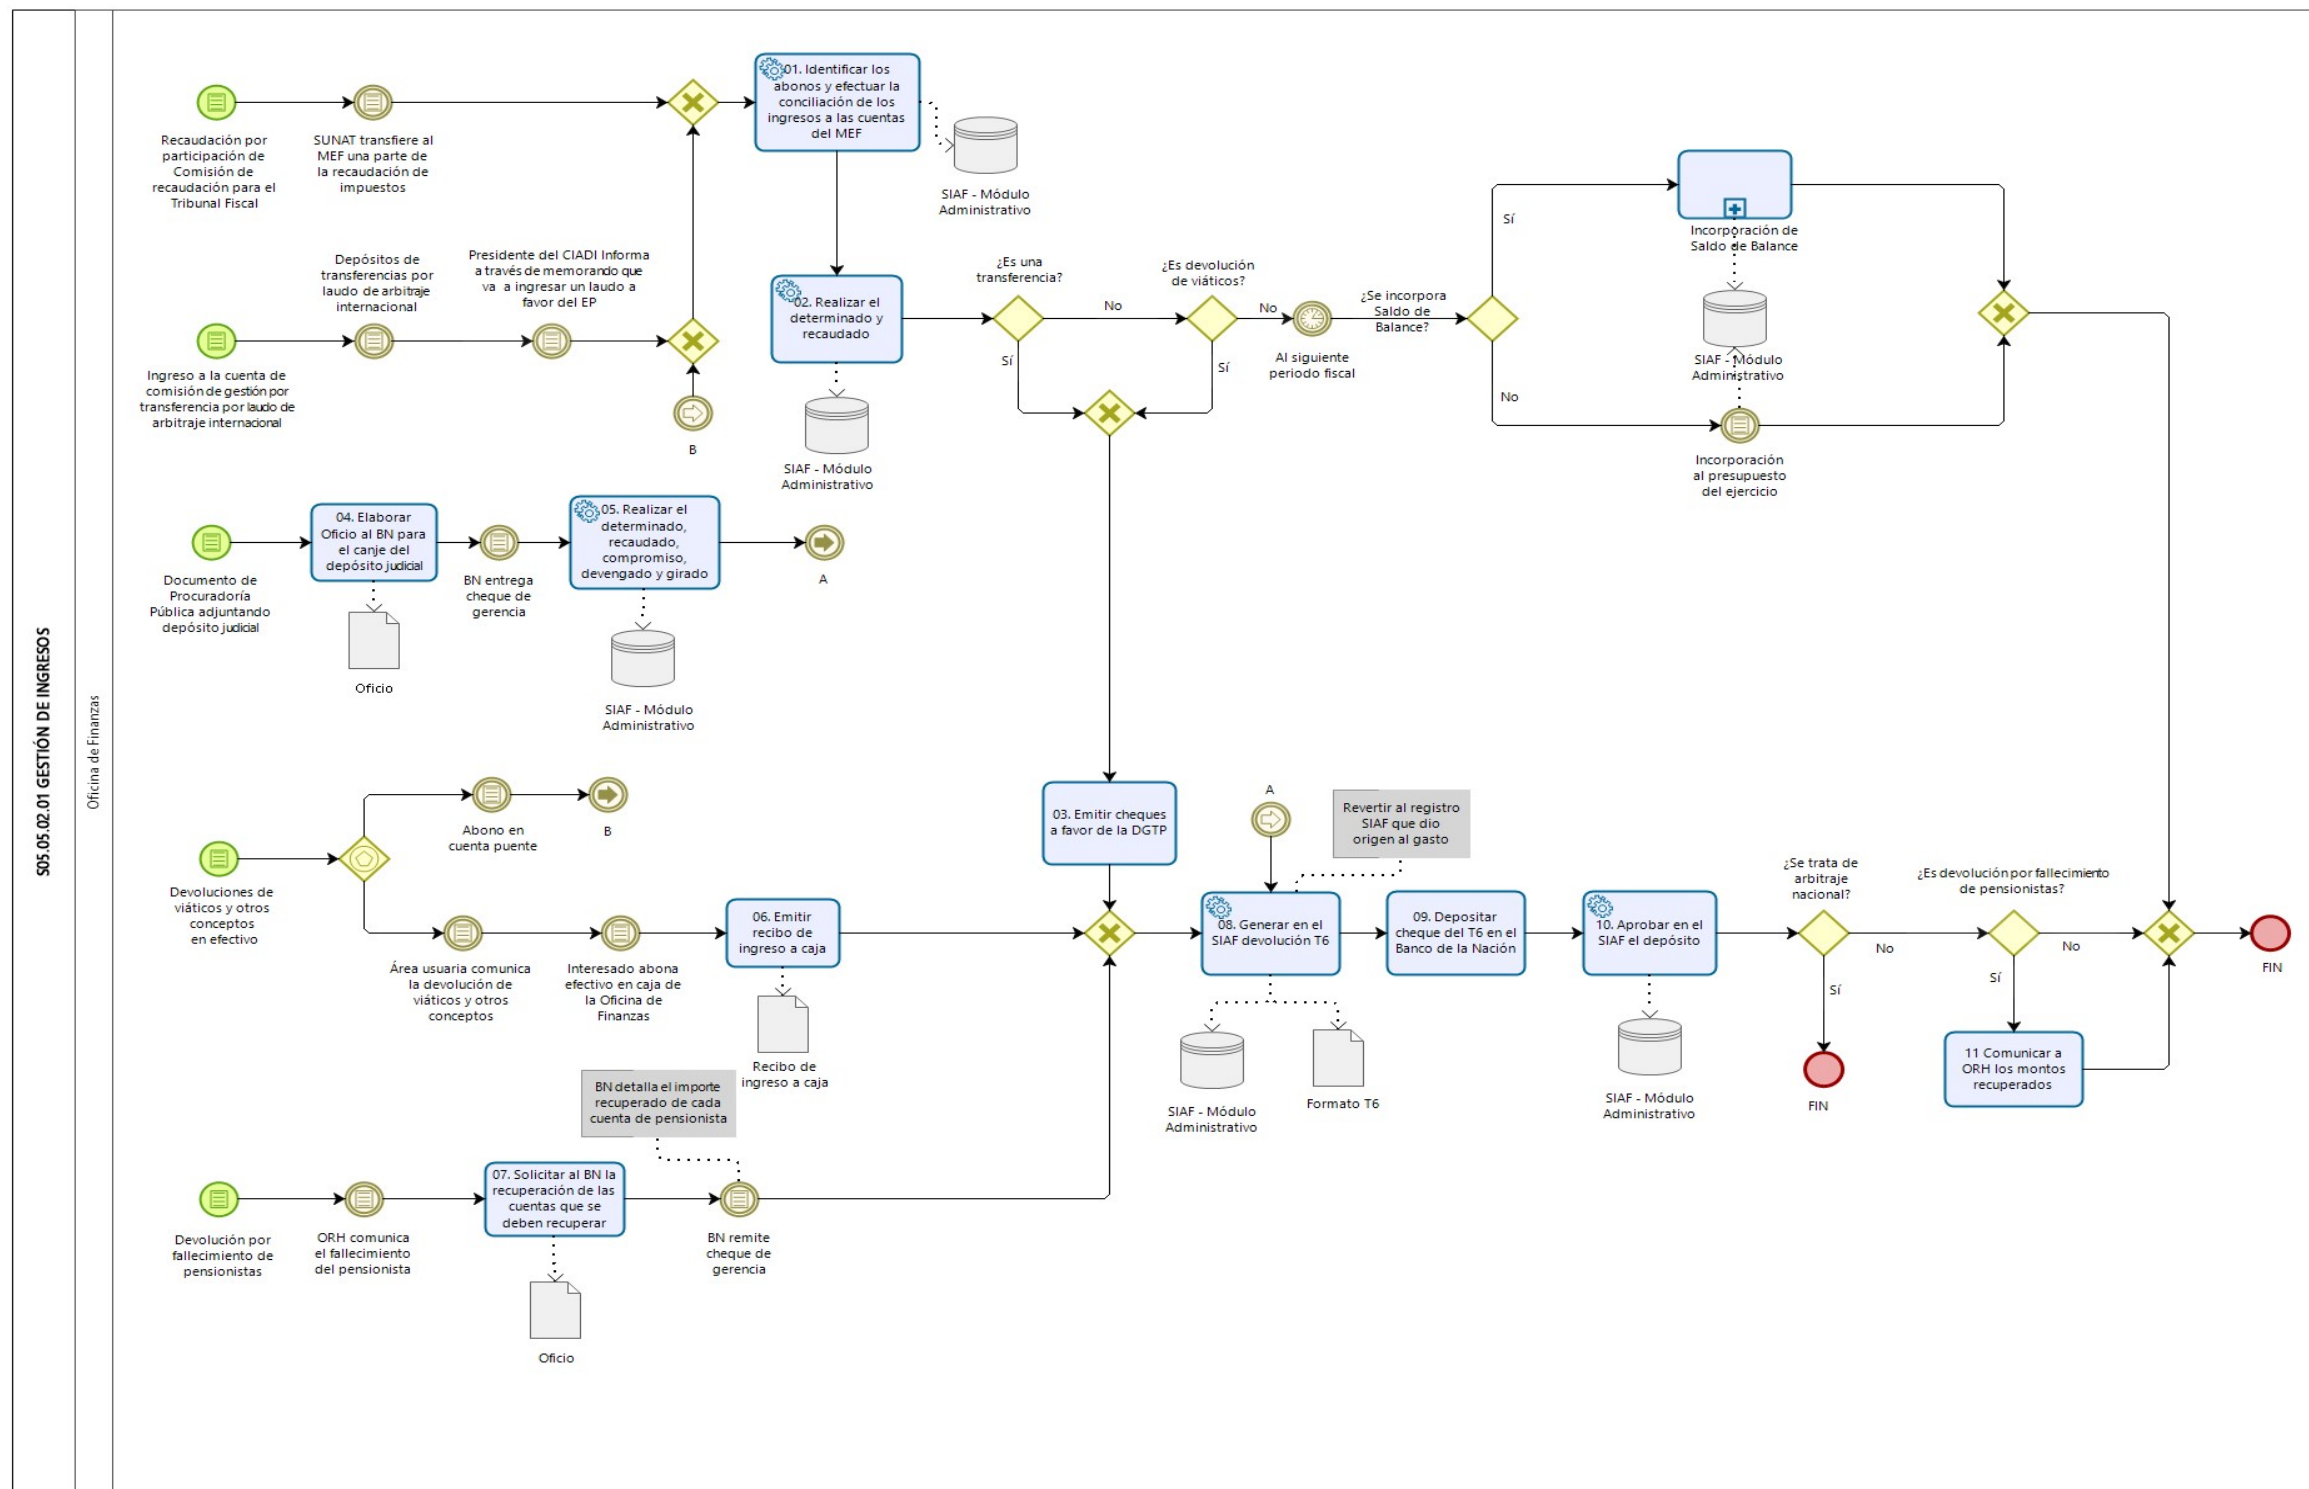 S05.05.02.01 GESTIÓN DE INGRESOS
Oficina de Finanzas
Recaudación por
participación de
Comisión de
recaudación para el
Tribunal Fiscal
SUNAT transfiere al
MEF una parte de
la recaudación de
impuestos
01. Identificar los
abonos y efectuar la
conciliación de los
ingresos a las cuentas
del MEF
SIAF - Módulo
Administrativo
Ingreso a la cuenta de
comisión de gestión por
transferencia por laudo de
arbitraje internacional
Depósitos de
transferencias por
laudo de arbitraje
internacional
Presidente del CIADI Informa
a través de memorando que
va a ingresar un laudo a
favor del EP
B
02. Realizar el
determinado y
recaudado
SIAF - Módulo
Administrativo
¿Es una
transferencia?
No
Sí
¿Es devolución
de viáticos?
No
Sí
Al siguiente
periodo fiscal
¿Se incorpora
Saldo de
Balance?
Sí
No
Incorporación de
Saldo de Balance
SIAF - Módulo
Administrativo
Incorporación
al presupuesto
del ejercicio
Documento de
Procuradoría
Pública adjuntando
depósito judicial
04. Elaborar
Oficio al BN para
el canje del
depósito judicial
Oficio
BN entrega
cheque de
gerencia
05. Realizar el
determinado,
recaudado,
compromiso,
devengado y girado
SIAF - Módulo
Administrativo
A
Devoluciones de
viáticos y otros
conceptos
en efectivo
Abono en
cuenta puente
B
Área usuaria comunica
la devolución de
viáticos y otros
conceptos
Interesado abona
efectivo en caja de
la Oficina de
Finanzas
06. Emitir
recibo de
ingreso a caja
Recibo de
ingreso a caja
03. Emitir cheques
a favor de la DGTP
A
Revertir al registro
SIAF que dio
origen al gasto
08. Generar en el
SIAF devolución T6
SIAF - Módulo
Administrativo
Formato T6
09. Depositar
cheque del T6 en el
Banco de la Nación
10. Aprobar en el
SIAF el depósito
SIAF - Módulo
Administrativo
¿Se trata de
arbitraje
nacional?
No
Sí
FIN
¿Es devolución por fallecimiento
de pensionistas?
No
Sí
11 Comunicar a
ORH los montos
recuperados
FIN
Devolución por
fallecimiento de
pensionistas
ORH comunica
el fallecimiento
del pensionista
07. Solicitar al BN la
recuperación de las
cuentas que se
deben recuperar
Oficio
BN detalla el importe
recuperado de cada
cuenta de pensionista
BN remite
cheque de
gerencia